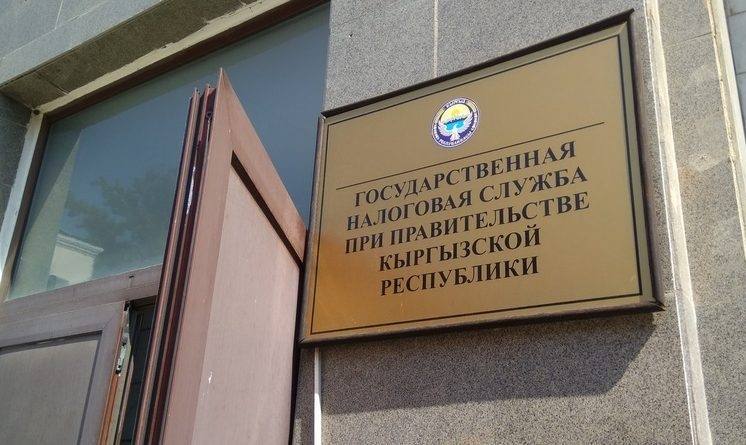 ГОСУДАРСТВЕННАЯ
НАЛОГОВАЯ СЛУЖБА
ПРИ ПРАВИТЕЛЬСТВЕ
КЫРГЫЗСКОЙ
РЕСПУБЛИКИ